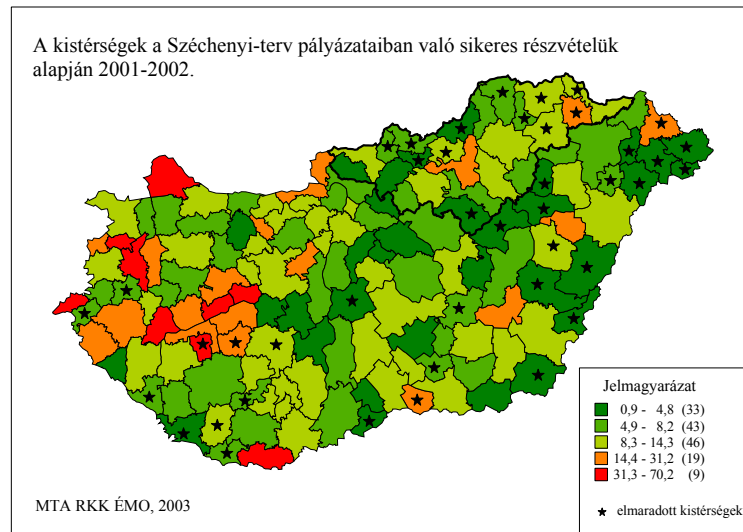 A kistérségek a Széchenyi-terv pályázataiban való sikeres részvételük
alapján 2001-2002.
Jelmagyarázat
0,9 - 4,8 (33)
4,9 - 8,2 (43)
8,3 - 14,3 (46)
14,4 - 31,2 (19)
31,3 - 70,2 (9)
elmaradott kistérségek
MTA RKK ÉMO, 2003